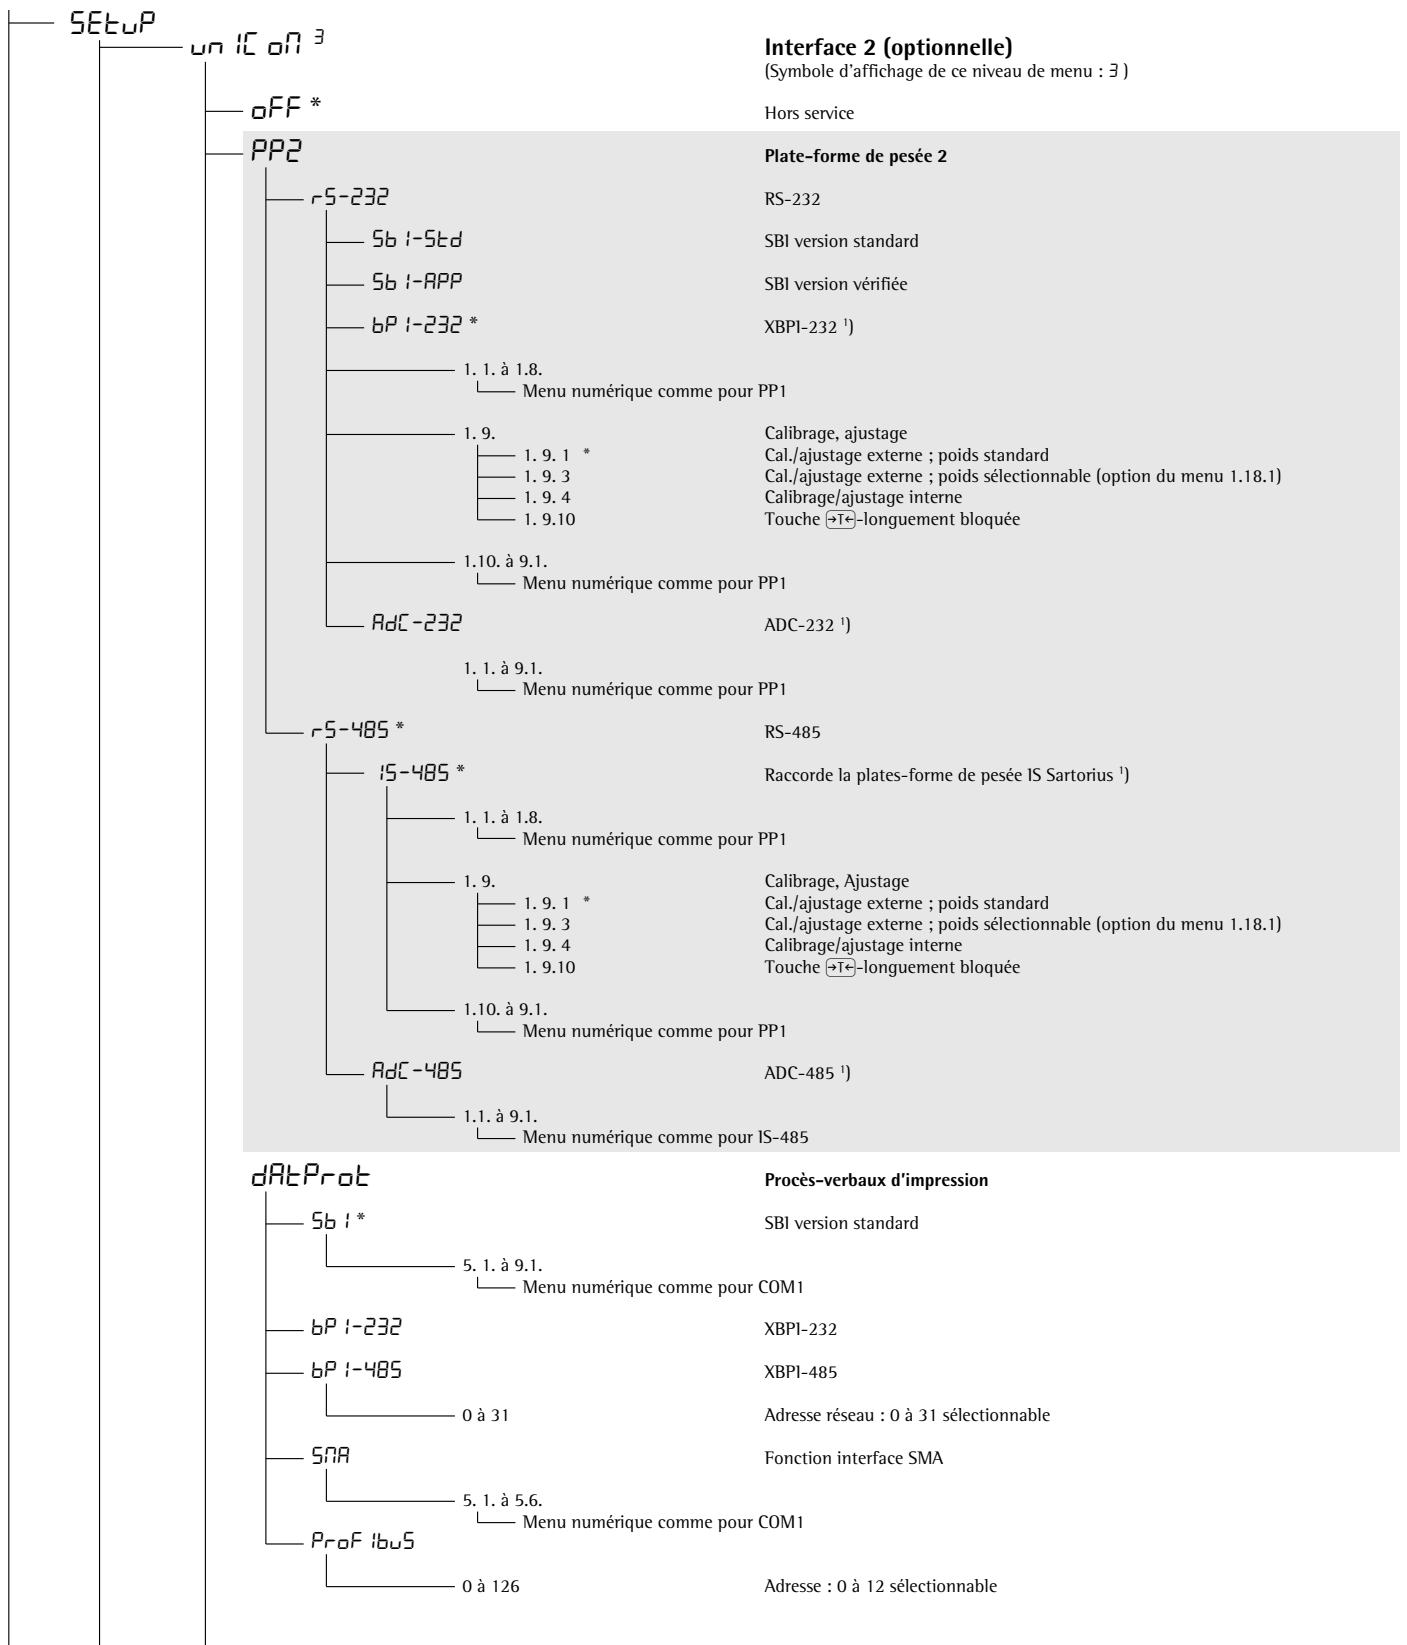 SEtuP
unICoM 3 Interface 2 (optionnelle)
(Symbole d'affichage de ce niveau de menu : 3 )
oFF * Hors service
PP2 Plate-forme de pesée 2
rS-232 RS-232
SbI-Std SBI version standard
SbI-APP SBI version vérifiée
bPI-232 * XBPI-232 ¹)
1. 1. à 1.8.
Menu numérique comme pour PP1
1. 9. Calibrage, ajustage
1. 9. 1 * Cal./ajustage externe ; poids standard
1. 9. 3 Cal./ajustage externe ; poids sélectionnable (option du menu 1.18.1)
1. 9. 4 Calibrage/ajustage interne
1. 9.10 Touche →T←-longuement bloquée
1.10. à 9.1.
Menu numérique comme pour PP1
AdC-232 ADC-232 ¹)
1. 1. à 9.1.
Menu numérique comme pour PP1
rS-485 * RS-485
IS-485 * Raccorde la plates-forme de pesée IS Sartorius ¹)
1. 1. à 1.8.
Menu numérique comme pour PP1
1. 9. Calibrage, Ajustage
1. 9. 1 * Cal./ajustage externe ; poids standard
1. 9. 3 Cal./ajustage externe ; poids sélectionnable (option du menu 1.18.1)
1. 9. 4 Calibrage/ajustage interne
1. 9.10 Touche →T←-longuement bloquée
1.10. à 9.1.
Menu numérique comme pour PP1
AdC-485 ADC-485 ¹)
1.1. à 9.1.
Menu numérique comme pour IS-485
dAtProt Procès-verbaux d'impression
SbI * SBI version standard
5. 1. à 9.1.
Menu numérique comme pour COM1
bPI-232 XBPI-232
bPI-485 XBPI-485
0 à 31 Adresse réseau : 0 à 31 sélectionnable
SMA Fonction interface SMA
5. 1. à 5.6.
Menu numérique comme pour COM1
ProFIbuS
0 à 126 Adresse : 0 à 12 sélectionnable